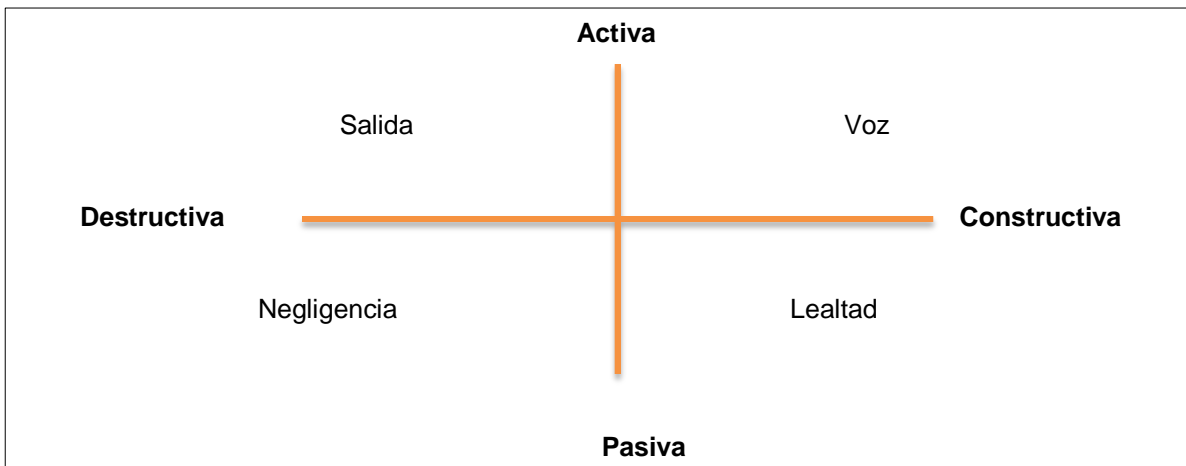 Activa
Salida Voz
Destructiva Constructiva
Negligencia Lealtad
Pasiva